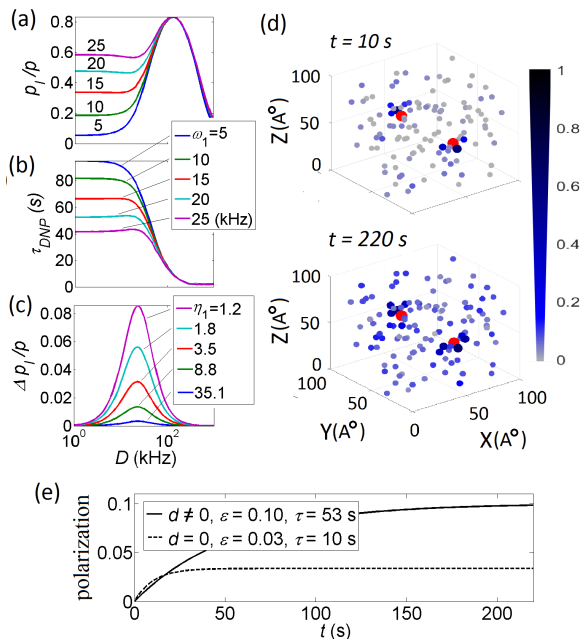 (a)
p_I/p
0.8
0.6
0.4
0.2
0
25
20
15
10
5
(b)
τ_DNP (s)
80
60
40
20
0
ω_1=5
10
15
20
25 (kHz)
(c)
Δp_I/p
0.08
0.06
0.04
0.02
0
η_1=1.2
1.8
3.5
8.8
35.1
10^0
10^2
D (kHz)
(d)
t = 10 s
Z(A°)
100
50
0
t = 220 s
Z(A°)
100
50
0
100
50
0
Y(A°)
50
100
X(A°)
1
0.8
0.6
0.4
0.2
0
(e)
polarization
0.1
0.05
0
d ≠ 0, ε = 0.10, τ = 53 s
d = 0, ε = 0.03, τ = 10 s
0
50
100
150
200
t (s)